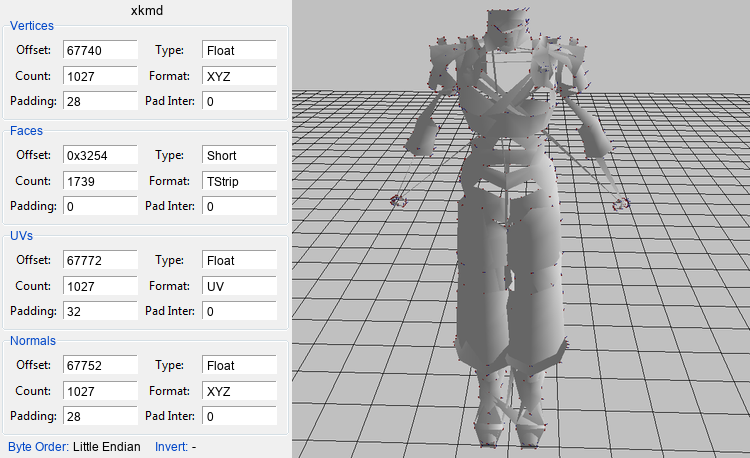 xkmd
Vertices
Offset: 67740 Type: Float
Count: 1027 Format: XYZ
Padding: 28 Pad Inter: 0
Faces
Offset: 0x3254 Type: Short
Count: 1739 Format: TStrip
Padding: 0 Pad Inter: 0
UVs
Offset: 67772 Type: Float
Count: 1027 Format: UV
Padding: 32 Pad Inter: 0
Normals
Offset: 67752 Type: Float
Count: 1027 Format: XYZ
Padding: 28 Pad Inter: 0
Byte Order: Little Endian Invert: -